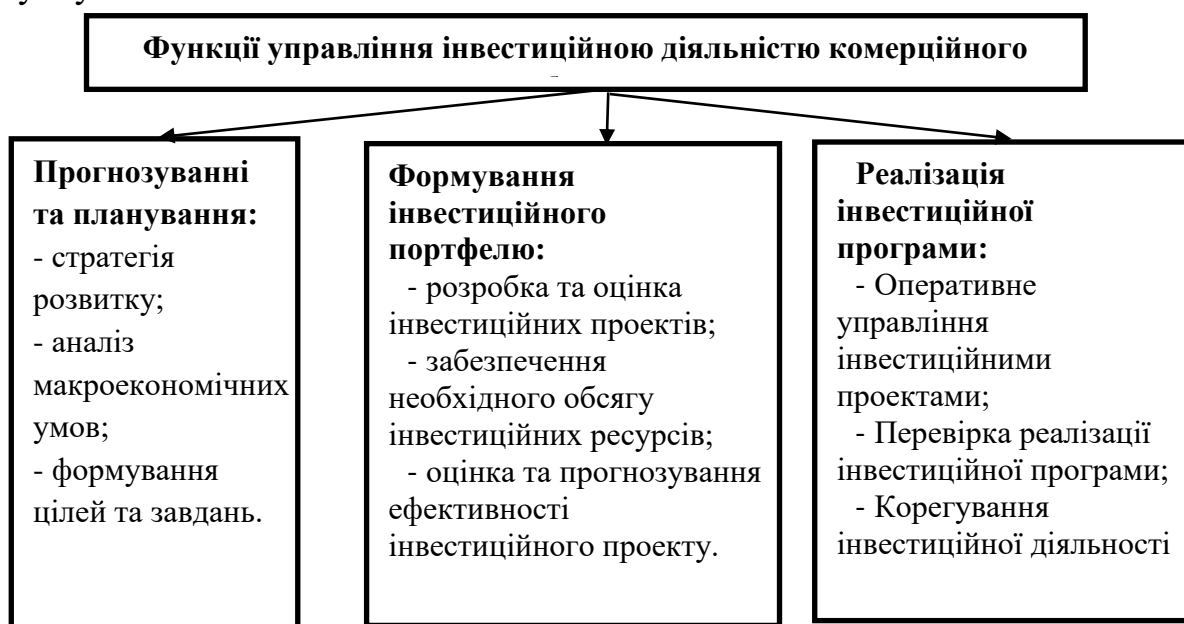 Функції управління інвестиційною діяльністю комерційного
Прогнозуванні
та планування:
- стратегія
розвитку;
- аналіз
макроекономічних
умов;
- формування
цілей та завдань.
Формування
інвестиційного
портфелю:
- розробка та оцінка
інвестиційних проектів;
- забезпечення
необхідного обсягу
інвестиційних ресурсів;
- оцінка та прогнозування
ефективності
інвестиційного проекту.
Реалізація
інвестиційної
програми:
- Оперативне
управління
інвестиційними
проектами;
- Перевірка реалізації
інвестиційної програми;
- Корегування
інвестиційної діяльності